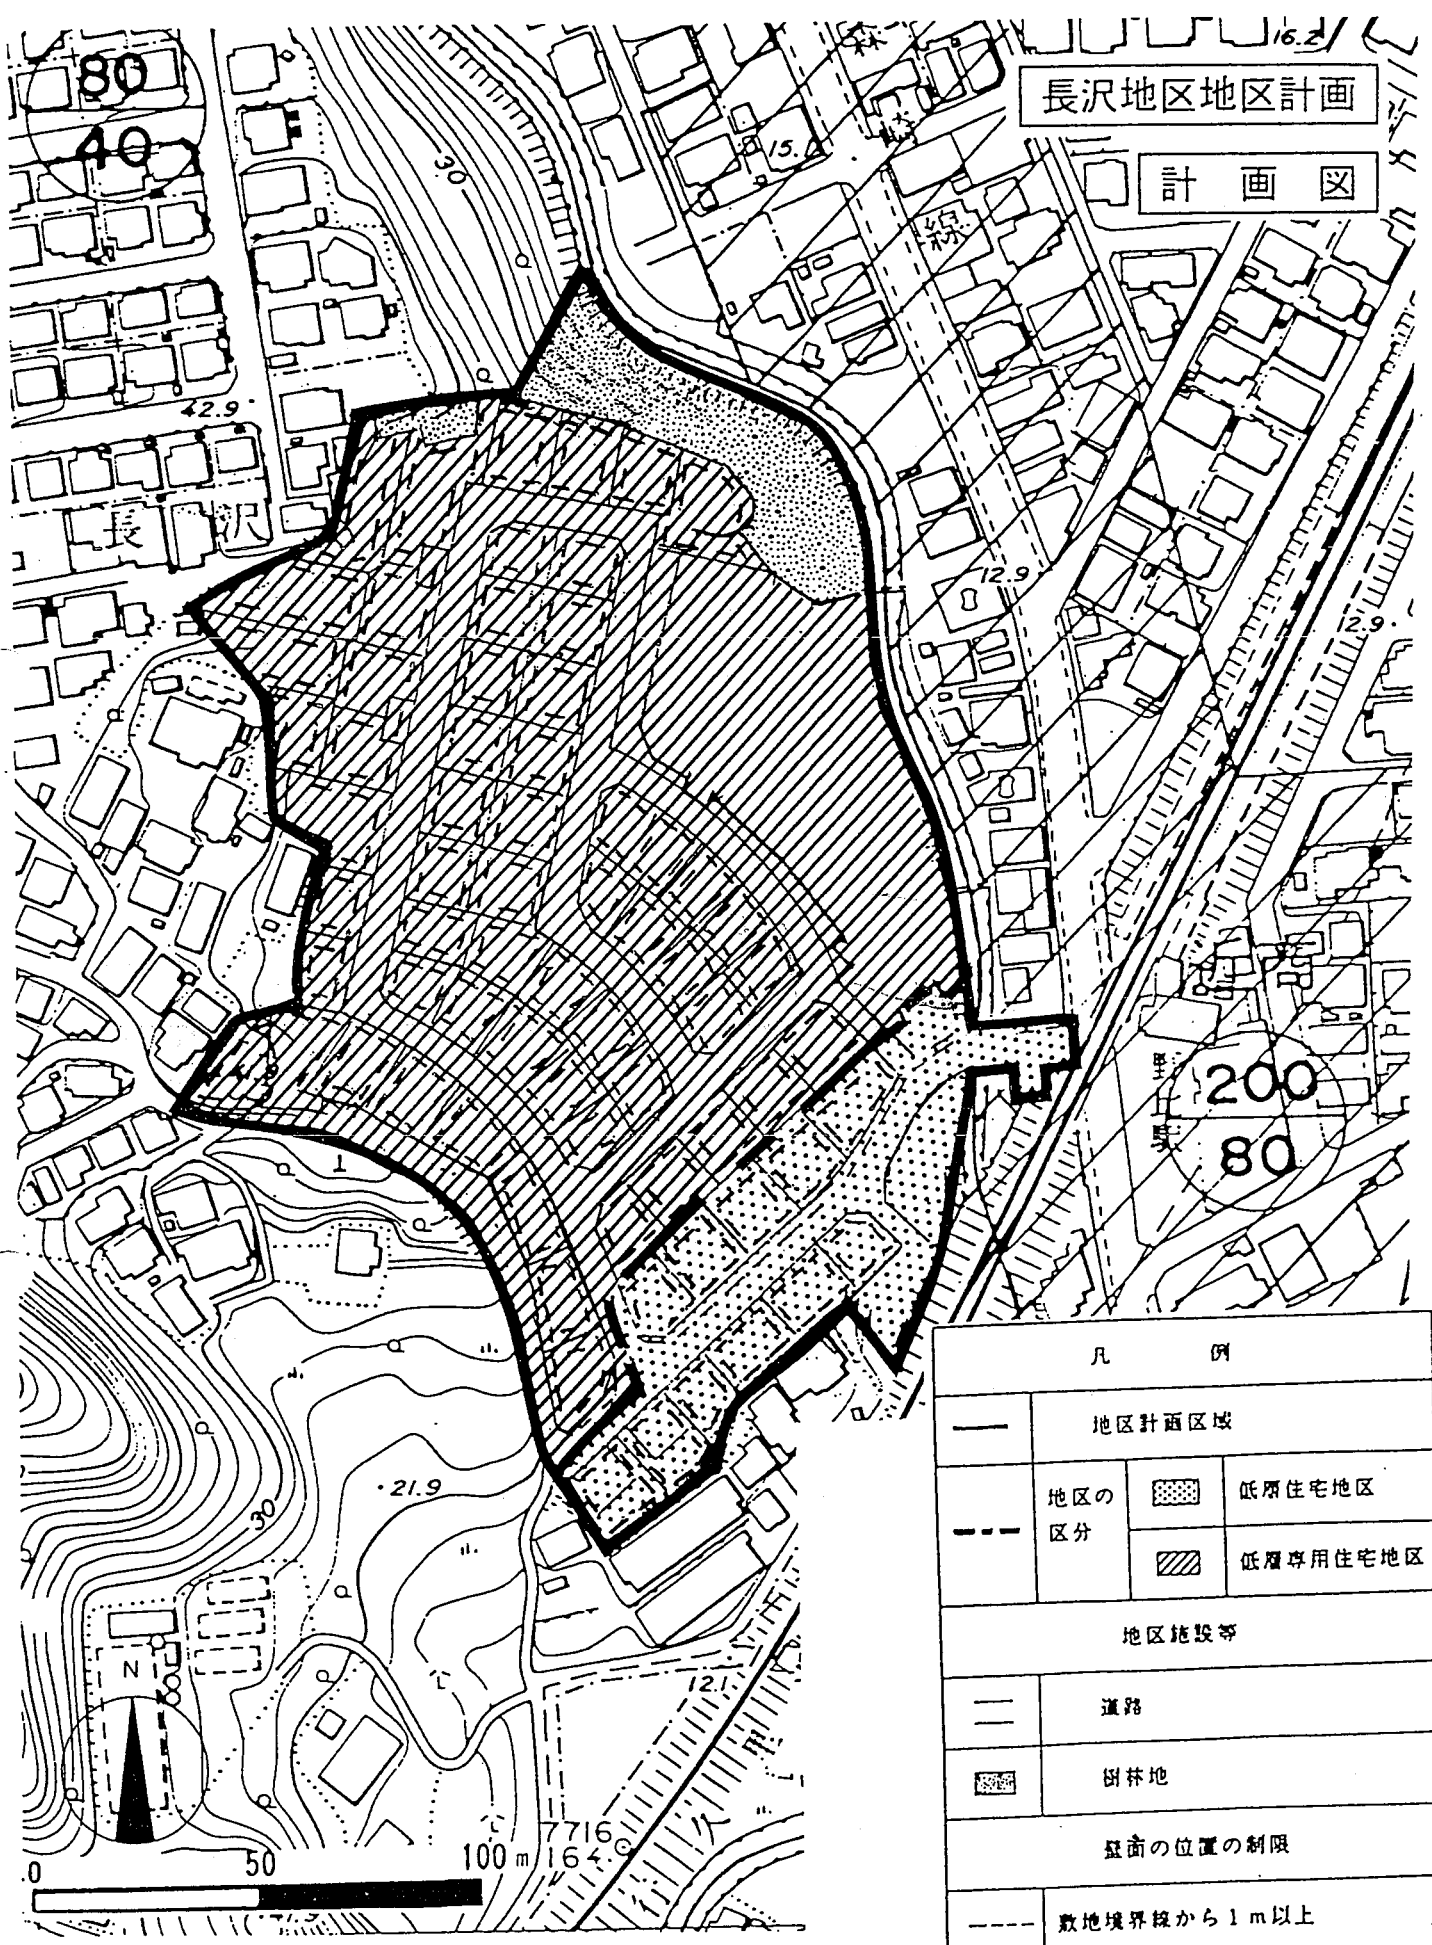 80
40
30
森
崎
線
15.
16.2
長沢地区地区計画
計 画 図
42.9
長 沢
12.9
12.9
200
80
1
21.9
30
N
12.1
7716
164.
0 50 100 m
凡 例
地区計画区域
地区の
区分
低層住宅地区
低層専用住宅地区
地区施設等
道路
樹林地
壁面の位置の制限
敷地境界線から1m以上